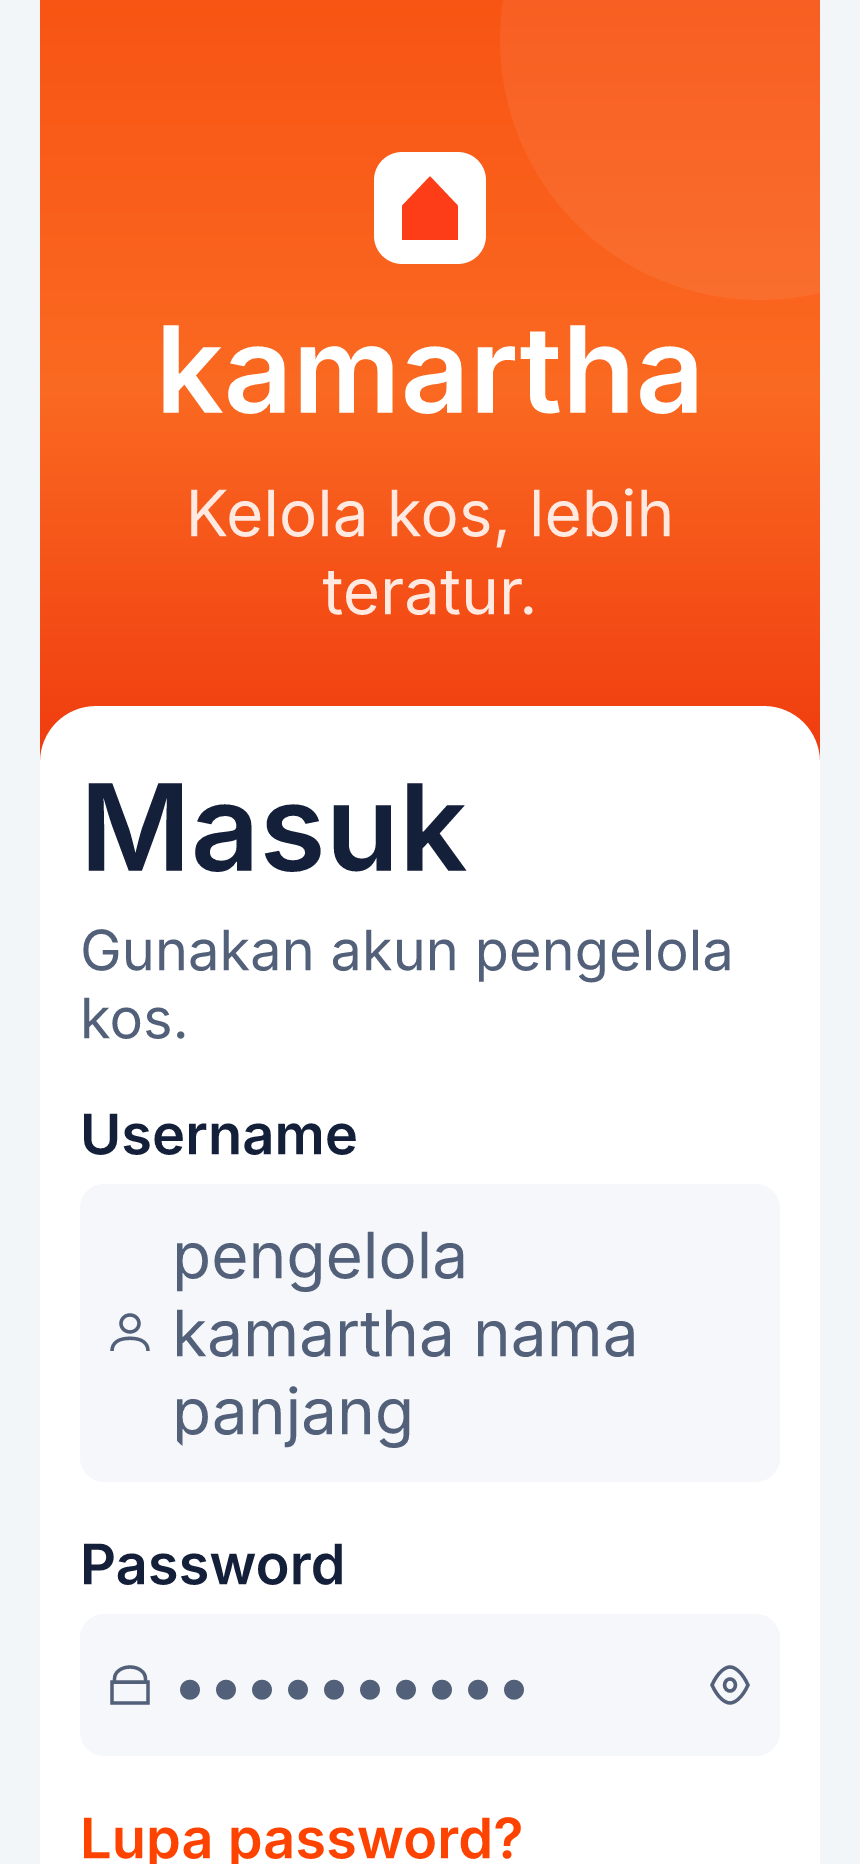 kamartha
Kelola kos, lebih
teratur.
Masuk
Gunakan akun pengelola
kos.
Username
pengelola
kamartha nama
panjang
Password
Lupa password?